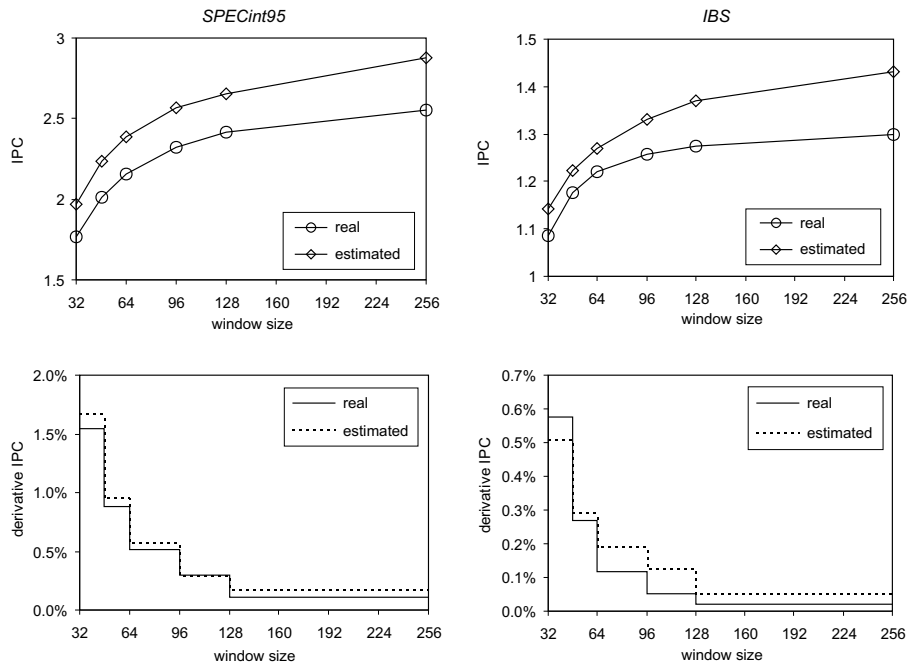 SPECint95
3
2.5
2
1.5
IPC
real
estimated
32 64 96 128 160 192 224 256
window size
IBS
1.5
1.4
1.3
1.2
1.1
1
IPC
real
estimated
32 64 96 128 160 192 224 256
window size
2.0%
1.5%
1.0%
0.5%
0.0%
derivative IPC
real
estimated
32 64 96 128 160 192 224 256
window size
0.7%
0.6%
0.5%
0.4%
0.3%
0.2%
0.1%
0.0%
derivative IPC
real
estimated
32 64 96 128 160 192 224 256
window size